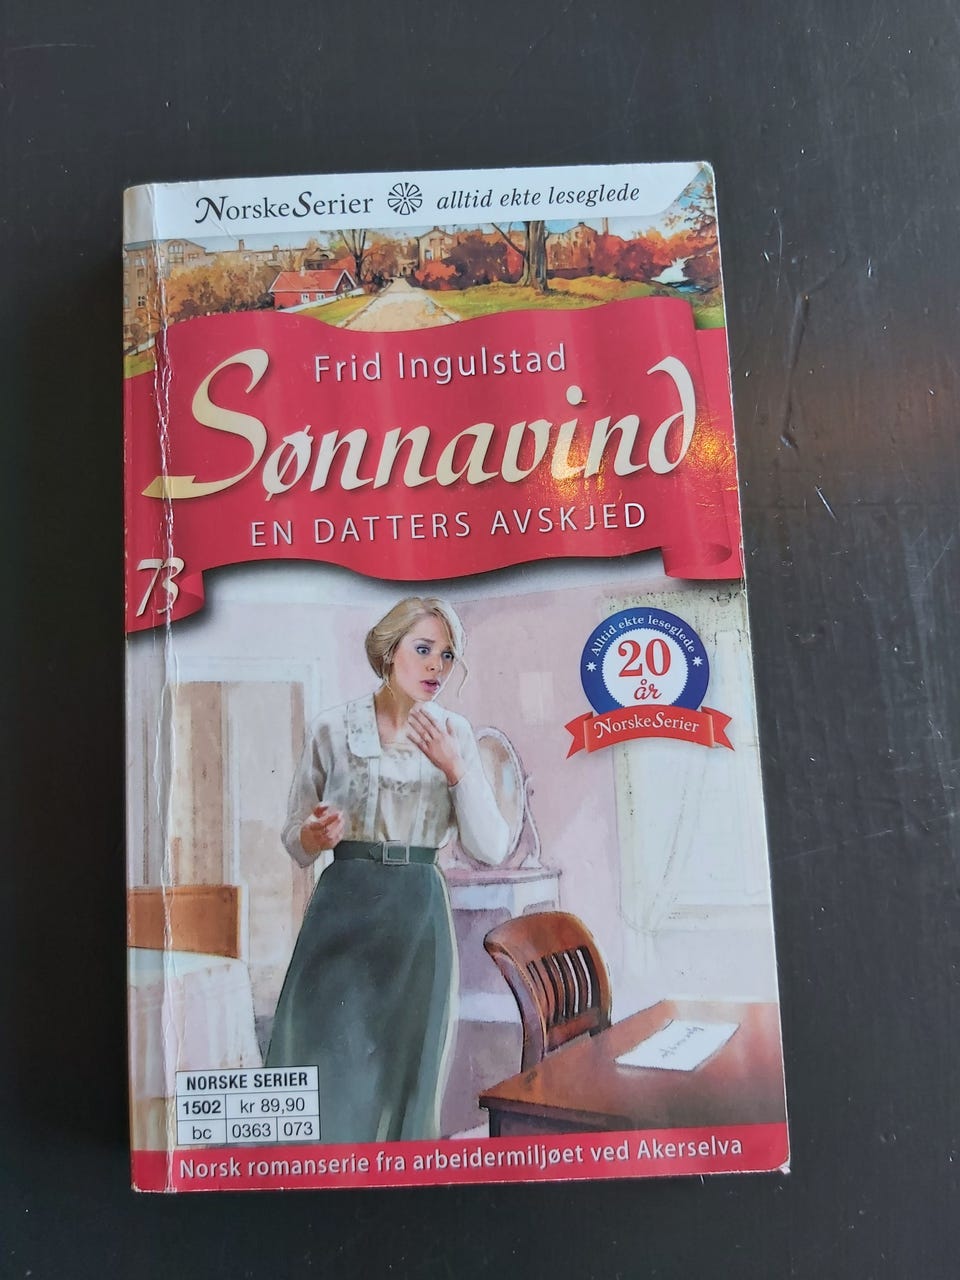 NorskeSerier alltid ekte leseglede
Frid Ingulstad
Sønnavind
EN DATTERS AVSKJED
73
Alltid ekte leseglede
20
år
NorskeSerier
NORSKE SERIER
1502 kr 89,90
bc 0363 073
Norsk romanserie fra arbeidermiljøet ved Akerselva